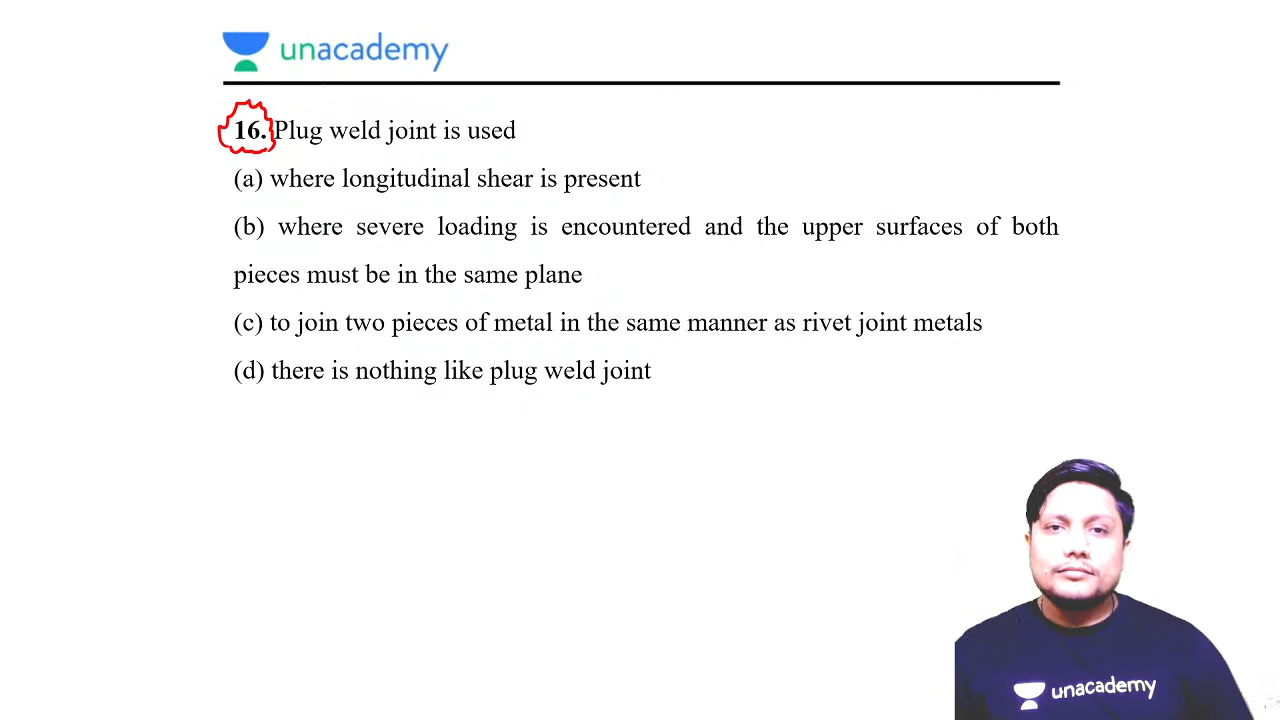 unacademy
16. Plug weld joint is used
(a) where longitudinal shear is present
(b) where severe loading is encountered and the upper surfaces of both
pieces must be in the same plane
(c) to join two pieces of metal in the same manner as rivet joint metals
(d) there is nothing like plug weld joint
unacademy